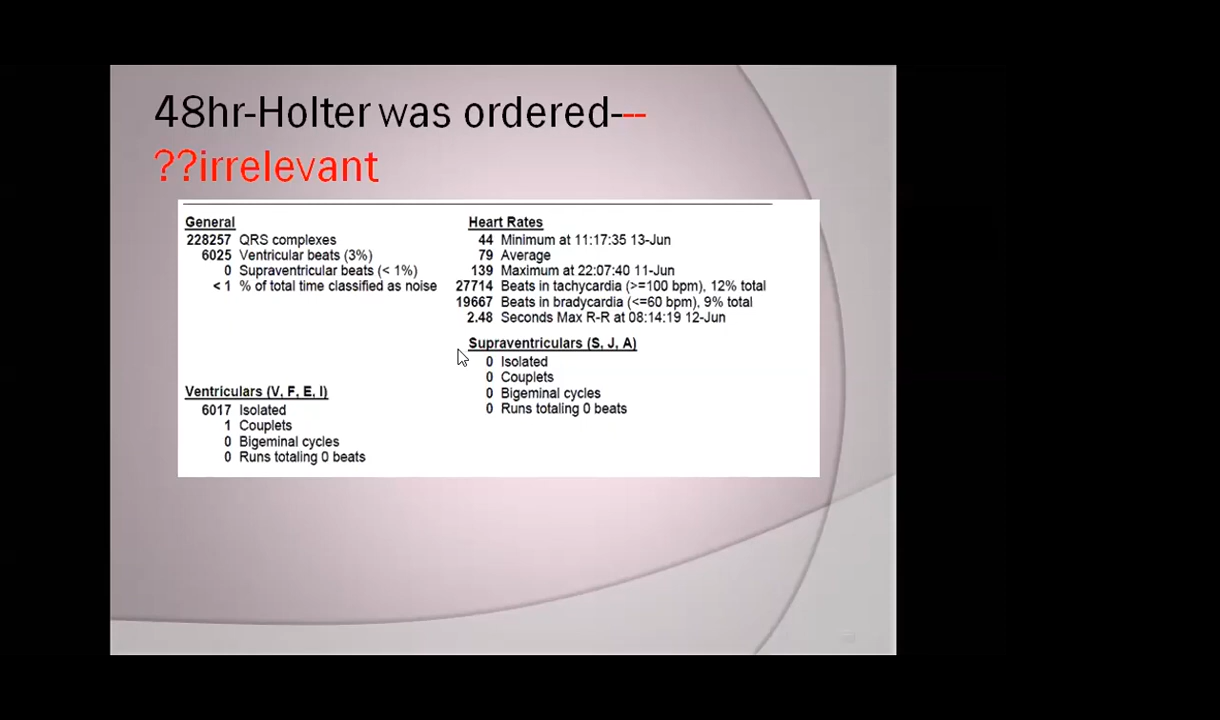 48hr-Holter was ordered---
??irrelevant
General
228257 QRS complexes
6025 Ventricular beats (3%)
0 Supraventricular beats (< 1%)
< 1 % of total time classified as noise
Ventriculars (V, F, E, I)
6017 Isolated
1 Couplets
0 Bigeminal cycles
0 Runs totaling 0 beats
Heart Rates
44 Minimum at 11:17:35 13-Jun
79 Average
139 Maximum at 22:07:40 11-Jun
27714 Beats in tachycardia (>=100 bpm), 12% total
19667 Beats in bradycardia (<=60 bpm), 9% total
2.48 Seconds Max R-R at 08:14:19 12-Jun
Supraventriculars (S, J, A)
0 Isolated
0 Couplets
0 Bigeminal cycles
0 Runs totaling 0 beats